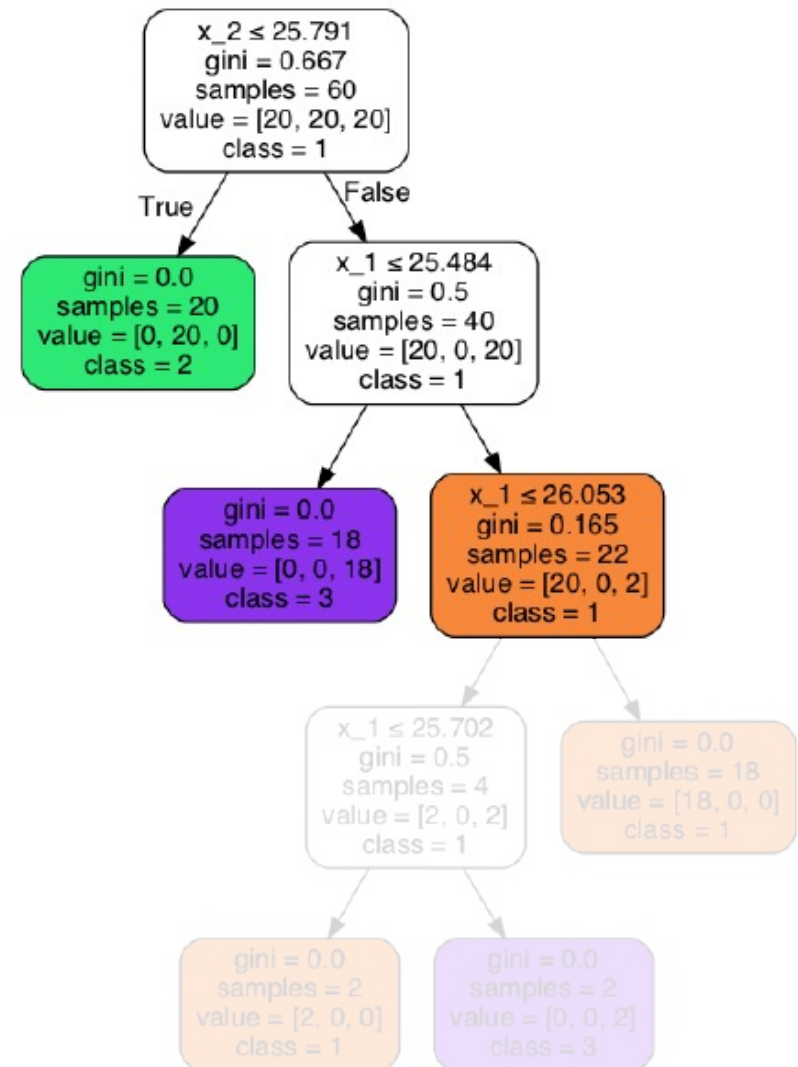 x_2 ≤ 25.791
gini = 0.667
samples = 60
value = [20, 20, 20]
class = 1
True
False
gini = 0.0
samples = 20
value = [0, 20, 0]
class = 2
x_1 ≤ 25.484
gini = 0.5
samples = 40
value = [20, 0, 20]
class = 1
gini = 0.0
samples = 18
value = [0, 0, 18]
class = 3
x_1 ≤ 26.053
gini = 0.165
samples = 22
value = [20, 0, 2]
class = 1
x_1 ≤ 25.702
gini = 0.5
samples = 4
value = [2, 0, 2]
class = 1
gini = 0.0
samples = 18
value = [18, 0, 0]
class = 1
gini = 0.0
samples = 2
value = [2, 0, 0]
class = 1
gini = 0.0
samples = 2
value = [0, 0, 2]
class = 3